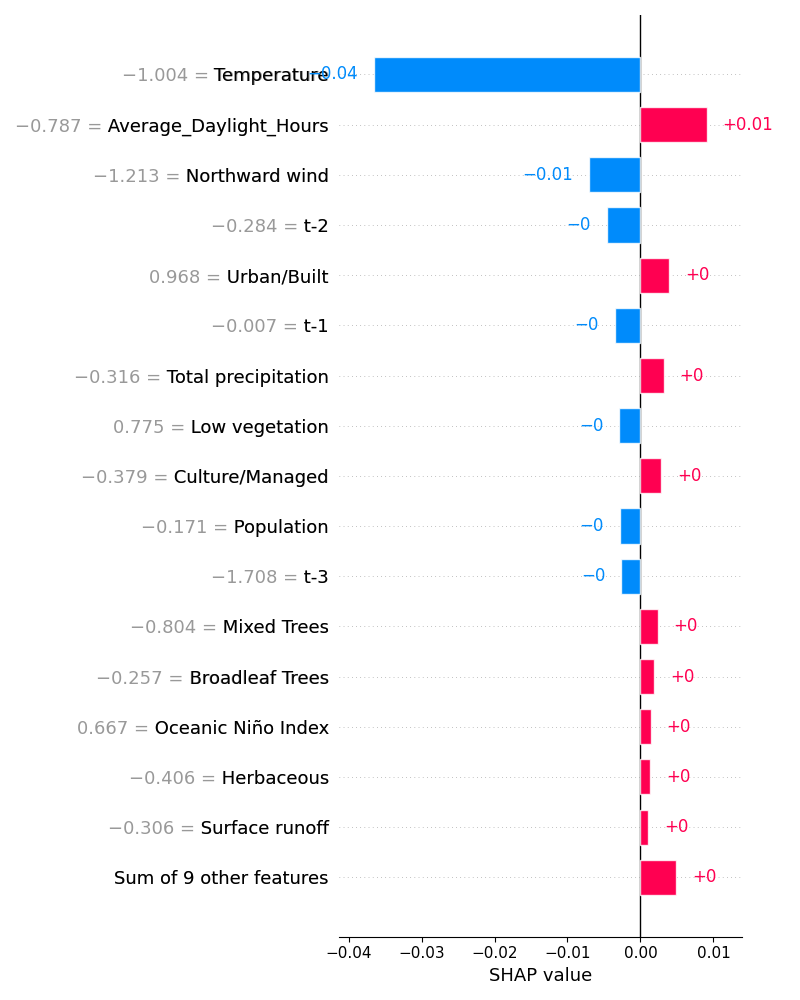 −1.004 = Temperature −0.04
−0.787 = Average_Daylight_Hours +0.01
−1.213 = Northward wind −0.01
−0.284 = t-2 −0
0.968 = Urban/Built +0
−0.007 = t-1 −0
−0.316 = Total precipitation +0
0.775 = Low vegetation −0
−0.379 = Culture/Managed +0
−0.171 = Population −0
−1.708 = t-3 −0
−0.804 = Mixed Trees +0
−0.257 = Broadleaf Trees +0
0.667 = Oceanic Niño Index +0
−0.406 = Herbaceous +0
−0.306 = Surface runoff +0
Sum of 9 other features +0
−0.04 −0.03 −0.02 −0.01 0.00 0.01
SHAP value